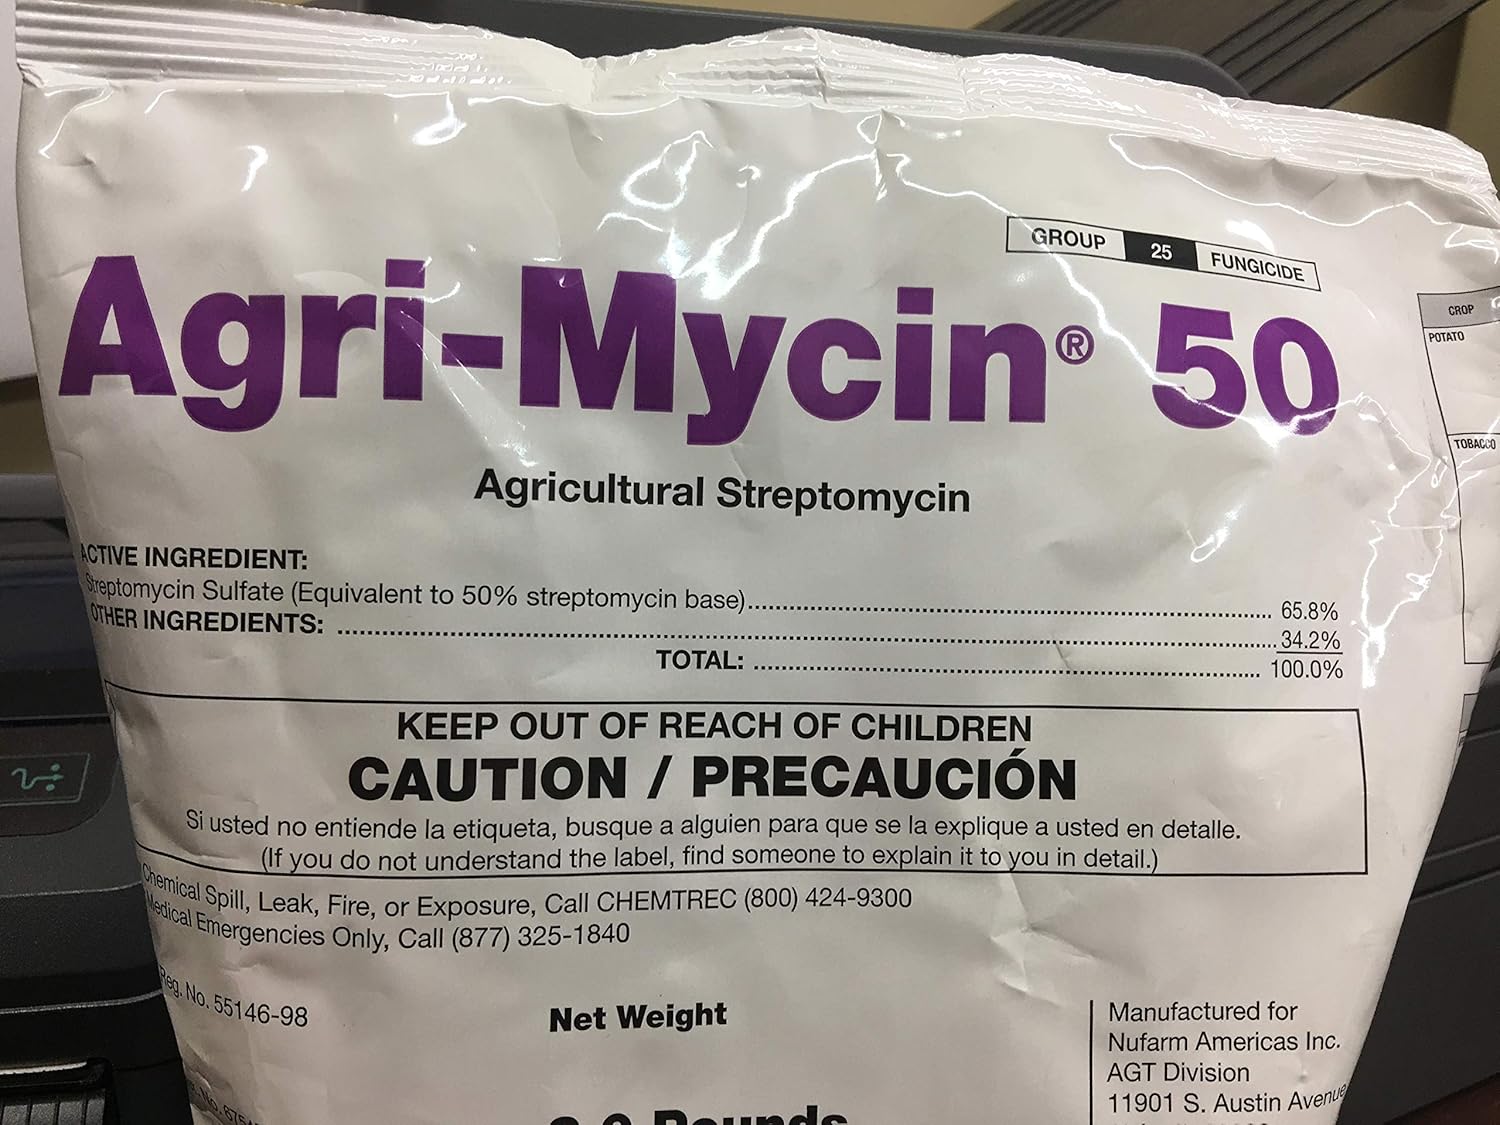 GROUP 25 FUNGICIDE
Agri-Mycin® 50
Agricultural Streptomycin
ACTIVE INGREDIENT:
Streptomycin Sulfate (Equivalent to 50% streptomycin base)........ 65.8%
OTHER INGREDIENTS: ........ 34.2%
TOTAL: ........ 100.0%
KEEP OUT OF REACH OF CHILDREN
CAUTION / PRECAUCIÓN
Si usted no entiende la etiqueta, busque a alguien para que se la explique a usted en detalle.
(If you do not understand the label, find someone to explain it to you in detail.)
Chemical Spill, Leak, Fire, or Exposure, Call CHEMTREC (800) 424-9300
Medical Emergencies Only, Call (877) 325-1840
Reg. No. 55146-98
Net Weight
Pounds
Manufactured for
Nufarm Americas Inc.
AGT Division
11901 S. Austin Avenue
CROP
POTATO
TOBACCO